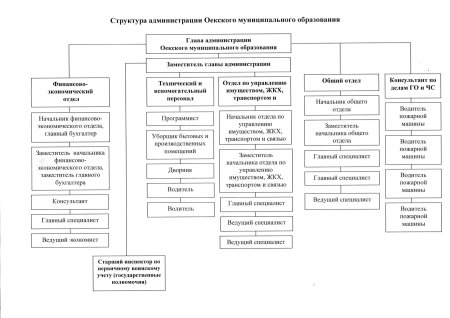 Структура администрации Оекского муниципального образования
Глава администрации
Оекского муниципального образования
Заместитель главы администрации
Финансово-
экономический
отдел
Начальник финансово-
экономического отдела,
главный бухгалтер
Заместитель начальника
финансово-
экономического отдела,
заместитель главного
бухгалтера
Консультант
Главный специалист
Ведущий экономист
Технический и
вспомогательный
персонал
Программист
Уборщик бытовых и
производственных
помещений
Дворник
Водитель
Водитель
Отдел по управлению
имуществом, ЖКХ,
транспортом и
Начальник отдела по
управлению
имуществом, ЖКХ,
транспортом и связью
Заместитель
начальника отдела по
управлению
имуществом, ЖКХ,
транспортом и связью
Главный специалист
Ведущий специалист
Ведущий специалист
Общий отдел
Начальник общего
отдела
Заместитель
начальника общего
отдела
Главный специалист
Главный специалист
Ведущий специалист
Консультант по
делам ГО и ЧС
Водитель
пожарной
машины
Водитель
пожарной
машины
Водитель
пожарной
машины
Водитель
пожарной
машины
Старший инспектор по
первичному воинскому
учету (государственные
полномочия)